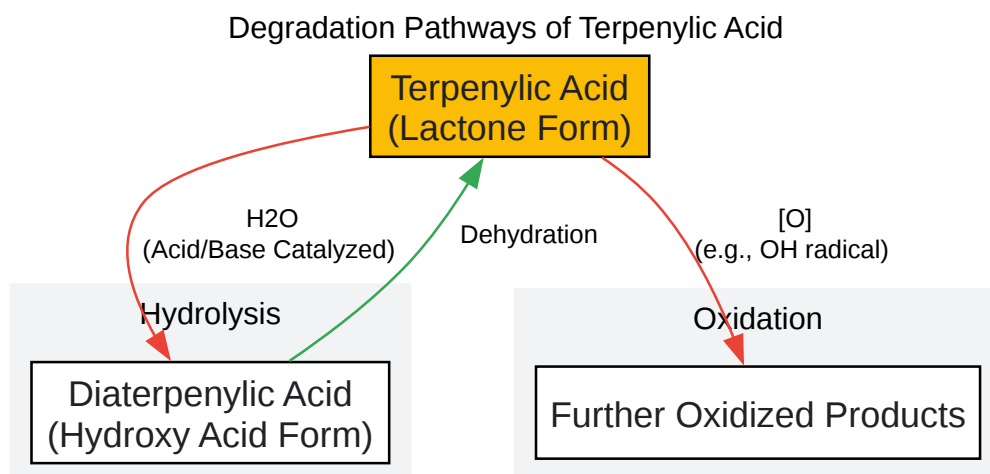 Degradation Pathways of Terpenylic Acid
Terpenylic Acid
(Lactone Form)
H2O
(Acid/Base Catalyzed)
Dehydration
[O]
(e.g., OH radical)
Hydrolysis
Oxidation
Diaterpenylic Acid
(Hydroxy Acid Form)
Further Oxidized Products